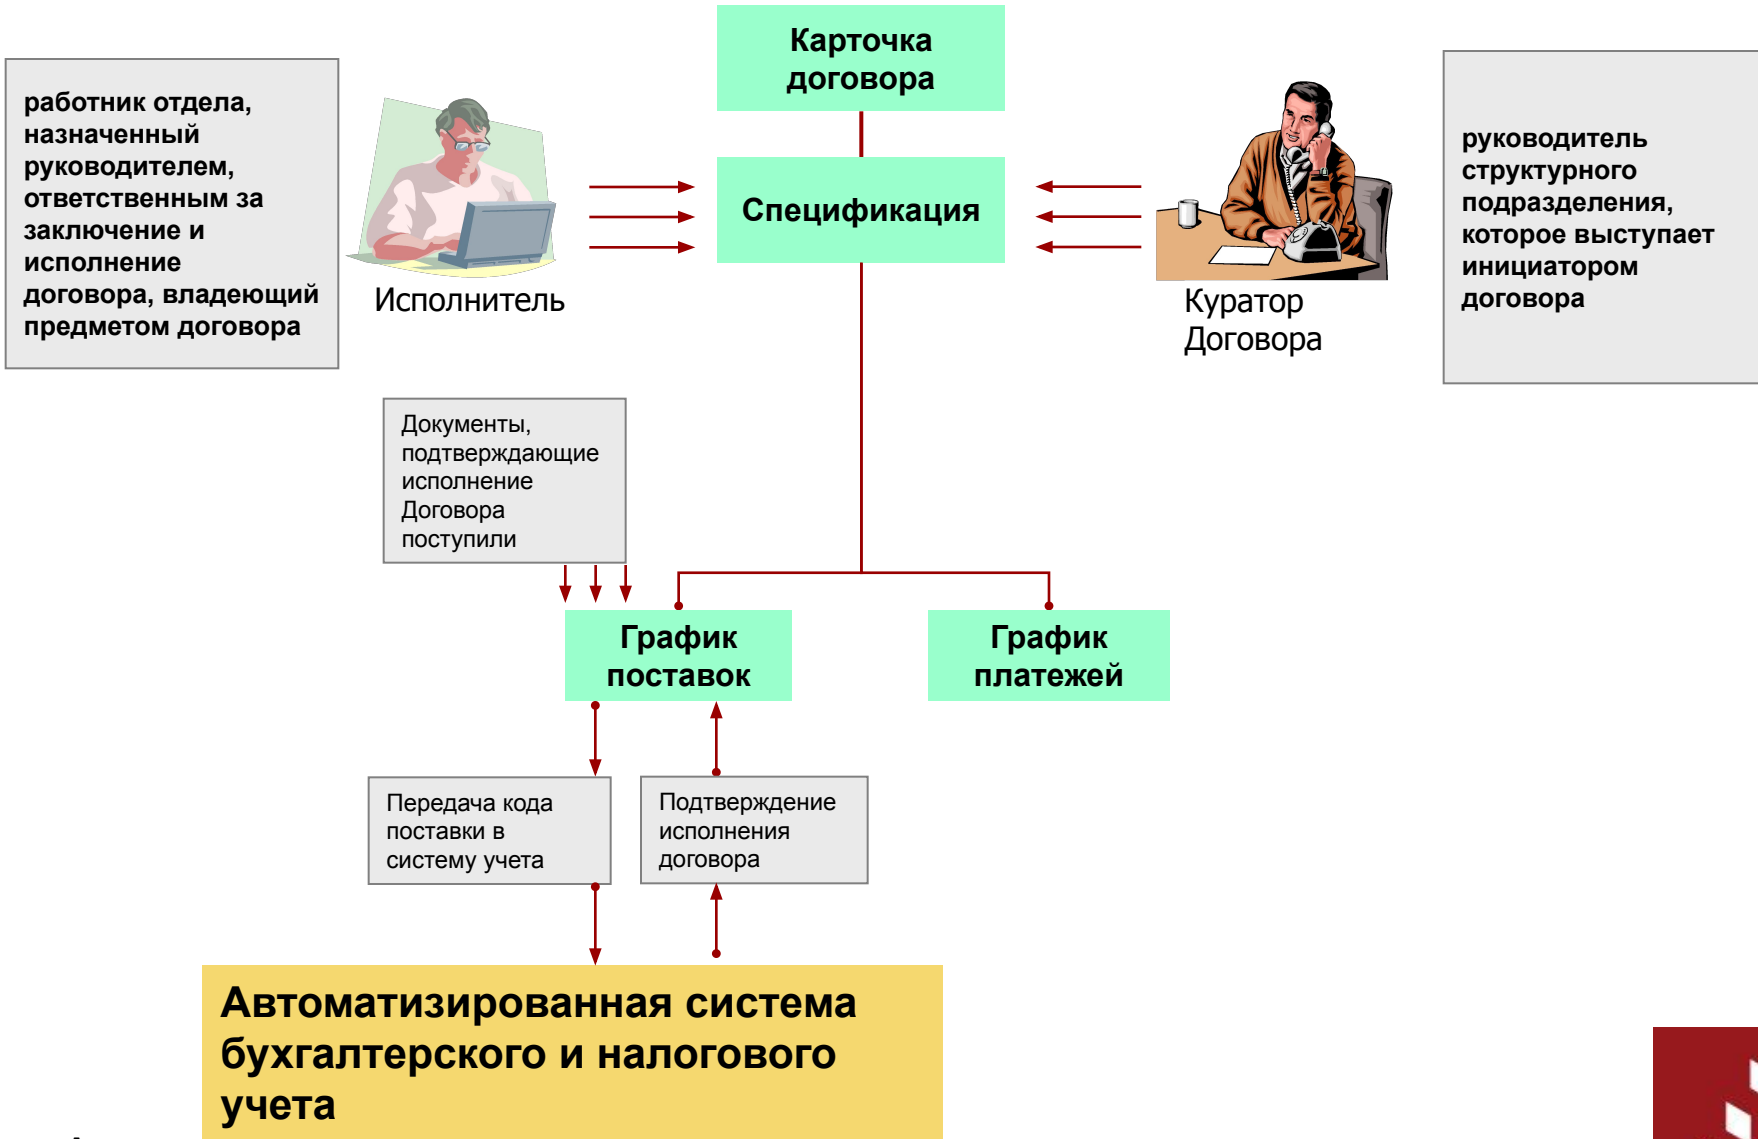 Карточка
договора
работник отдела,
назначенный
руководителем,
ответственным за
заключение и
исполнение
договора, владеющий
предметом договора
Исполнитель
Спецификация
Куратор
Договора
руководитель
структурного
подразделения,
которое выступает
инициатором
договора
Документы,
подтверждающие
исполнение
Договора
поступили
График
поставок
График
платежей
Передача кода
поставки в
систему учета
Подтверждение
исполнения
договора
Автоматизированная система
бухгалтерского и налогового
учета